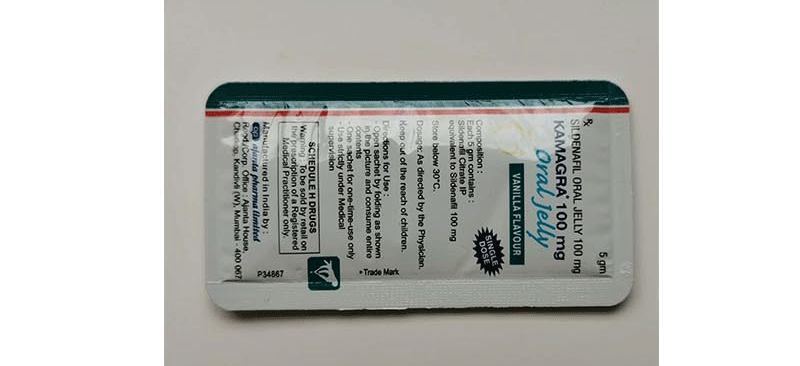 Rx
5 gm
SILDENAFIL ORAL JELLY 100 mg
KAMAGRA® 100 mg
Oral Jelly
VANILLA FLAVOUR
SINGLE
DOSE
Composition :
Each 5 gm contains :
Sildenafil Citrate IP
equivalent to Sildenafil 100 mg
Store below 30°C.
Dosage: As directed by the Physician.
Keep out of the reach of children.
Directions for Use :
- Open sachet by folding as shown
in the picture and consume entire
contents
- One sachet for one-time-use only
- Use strictly under Medical
supervision
* Trade Mark
SCHEDULE H DRUGS
Warning : To be sold by retail on
the prescription of a Registered
Medical Practitioner only.
Manufactured in India by :
ajanta pharma limited
Regd./Corp. Office : Ajanta House,
Charkop, Kandivli (W), Mumbai - 400 067
P34867